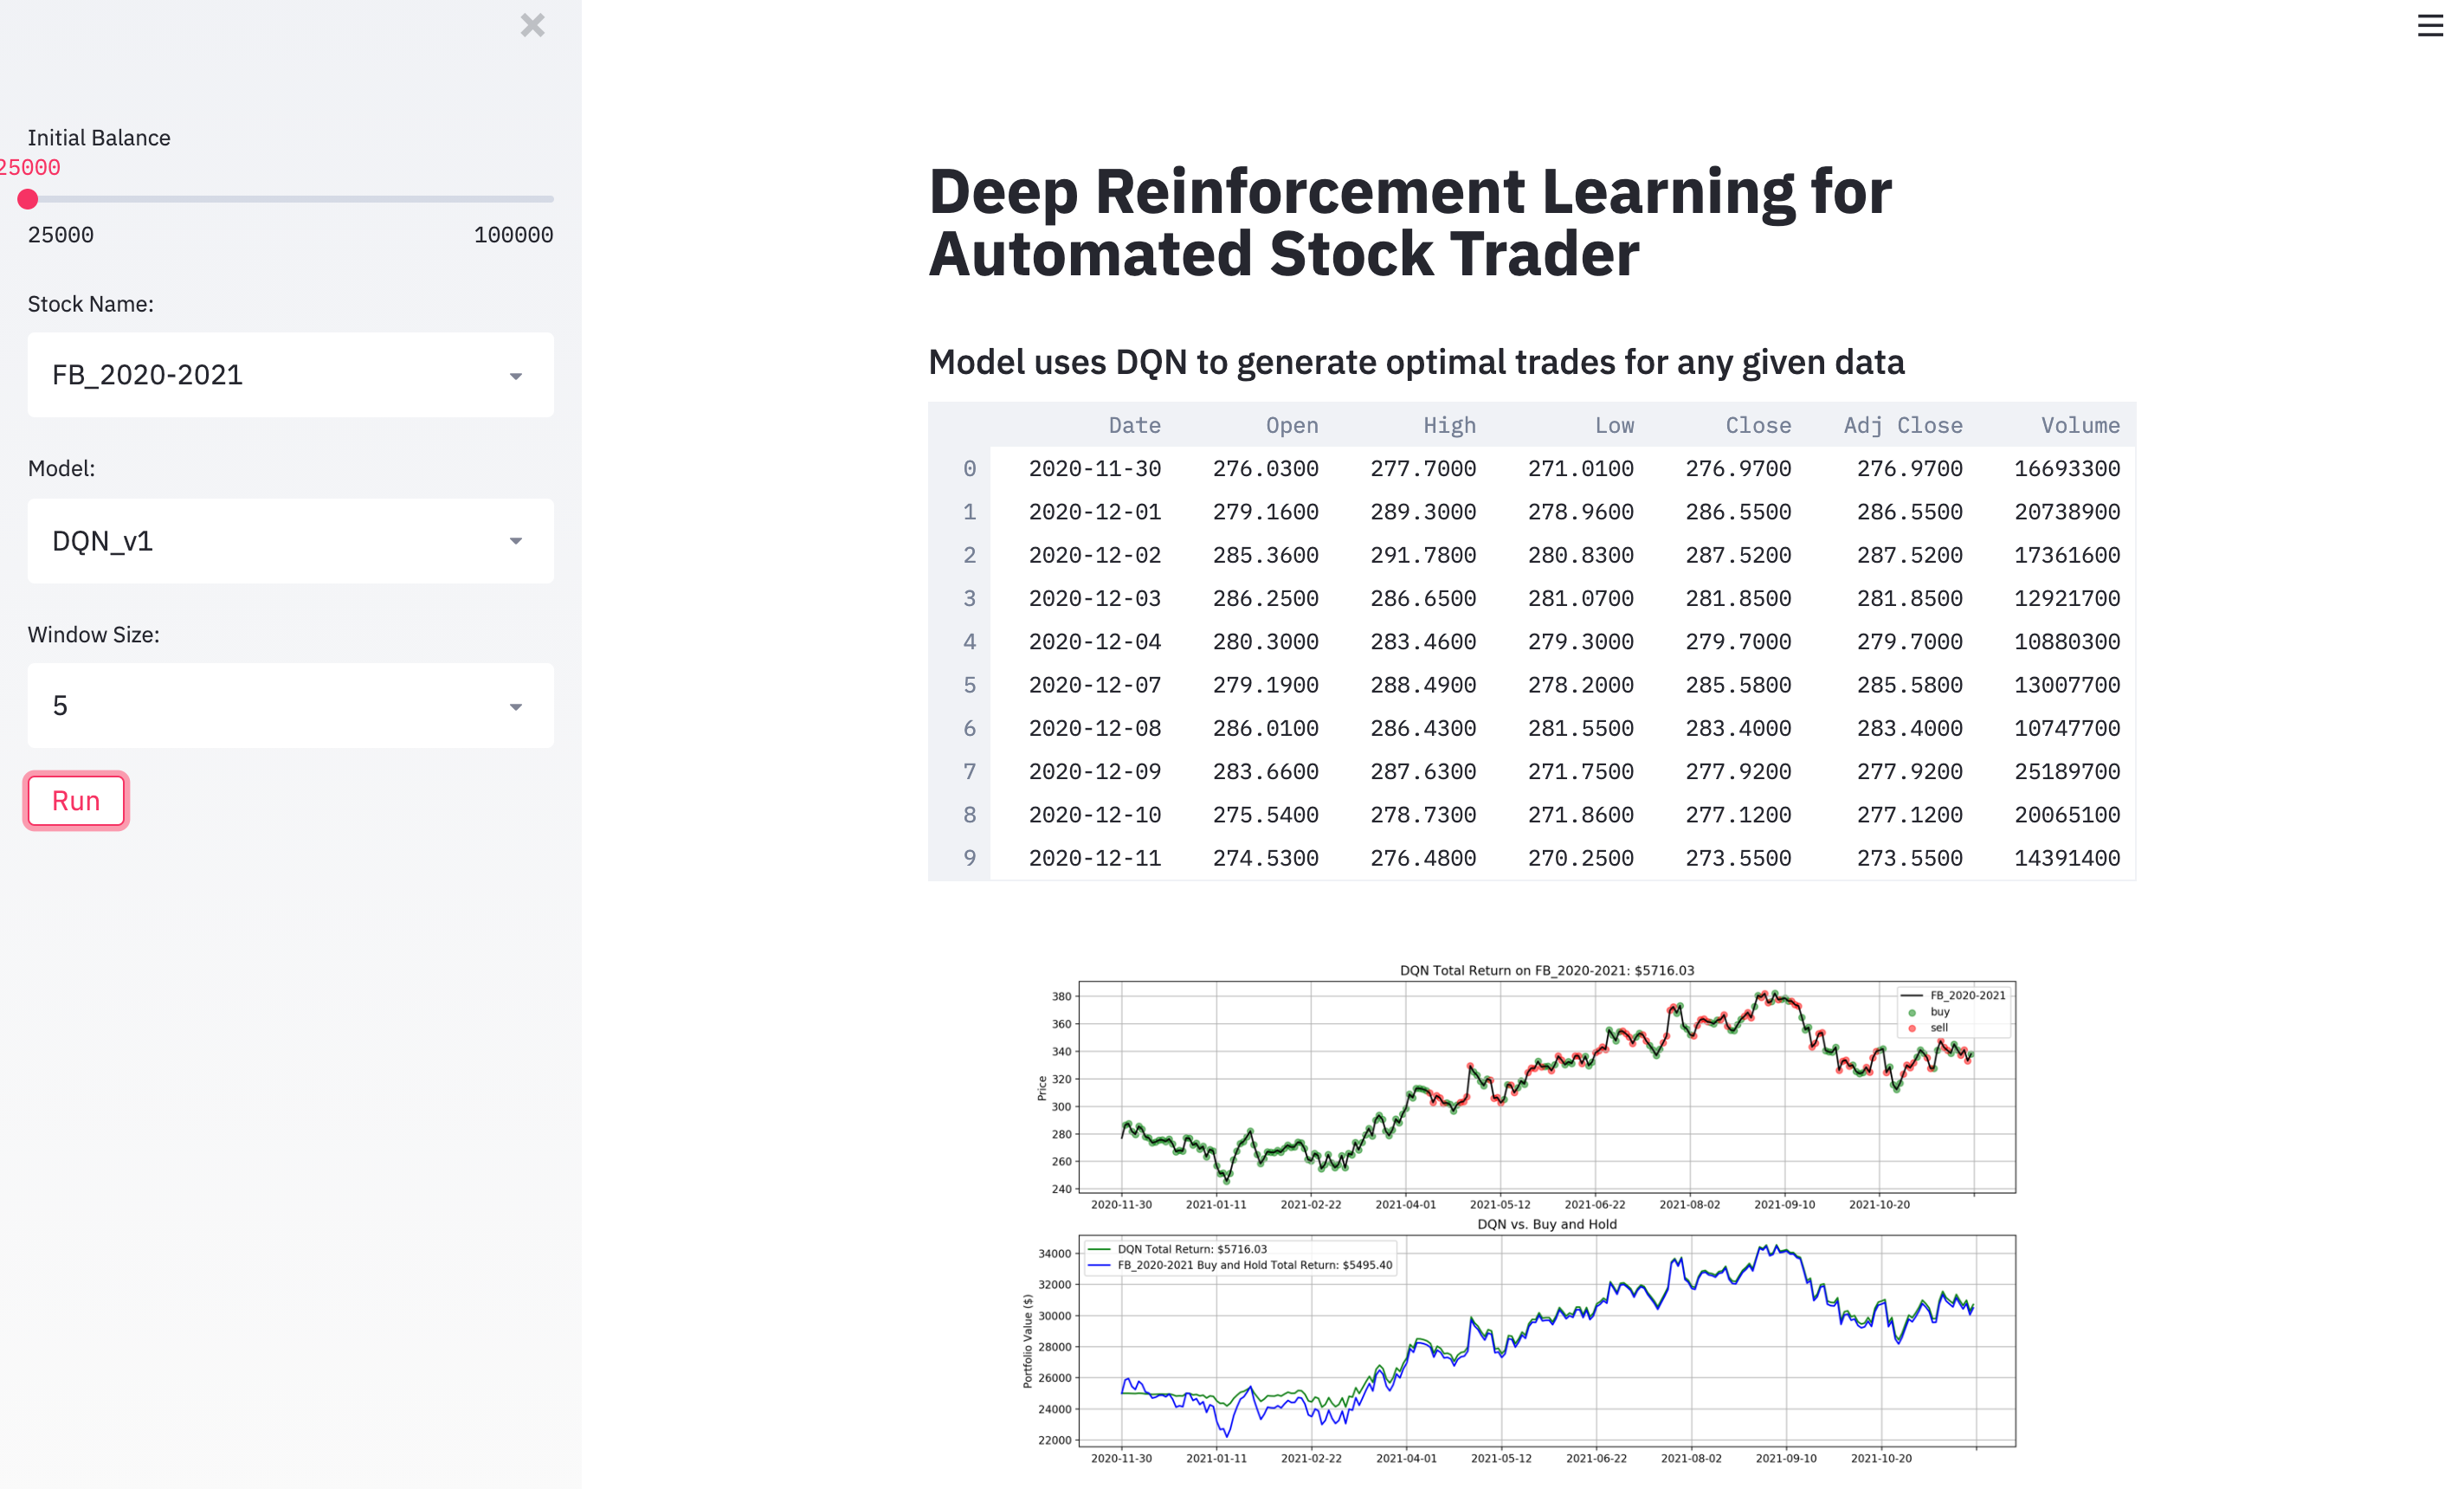 Initial Balance
25000
25000 100000
Stock Name:
FB_2020-2021
Model:
DQN_v1
Window Size:
5
Run
Deep Reinforcement Learning for
Automated Stock Trader
Model uses DQN to generate optimal trades for any given data
Date Open High Low Close Adj Close Volume
0 2020-11-30 276.0300 277.7000 271.0100 276.9700 276.9700 16693300
1 2020-12-01 279.1600 289.3000 278.9600 286.5500 286.5500 20738900
2 2020-12-02 285.3600 291.7800 280.8300 287.5200 287.5200 17361600
3 2020-12-03 286.2500 286.6500 281.0700 281.8500 281.8500 12921700
4 2020-12-04 280.3000 283.4600 279.3000 279.7000 279.7000 10880300
5 2020-12-07 279.1900 288.4900 278.2000 285.5800 285.5800 13007700
6 2020-12-08 286.0100 286.4300 281.5500 283.4000 283.4000 10747700
7 2020-12-09 283.6600 287.6300 271.7500 277.9200 277.9200 25189700
8 2020-12-10 275.5400 278.7300 271.8600 277.1200 277.1200 20065100
9 2020-12-11 274.5300 276.4800 270.2500 273.5500 273.5500 14391400
DQN Total Return on FB_2020-2021: $5716.03
Price
380
360
340
320
300
280
260
240
FB_2020-2021
buy
sell
2020-11-30 2021-01-11 2021-02-22 2021-04-01 2021-05-12 2021-06-22 2021-08-02 2021-09-10 2021-10-20
DQN vs. Buy and Hold
Portfolio Value ($)
34000
32000
30000
28000
26000
24000
22000
DQN Total Return: $5716.03
FB_2020-2021 Buy and Hold Total Return: $5495.40
2020-11-30 2021-01-11 2021-02-22 2021-04-01 2021-05-12 2021-06-22 2021-08-02 2021-09-10 2021-10-20